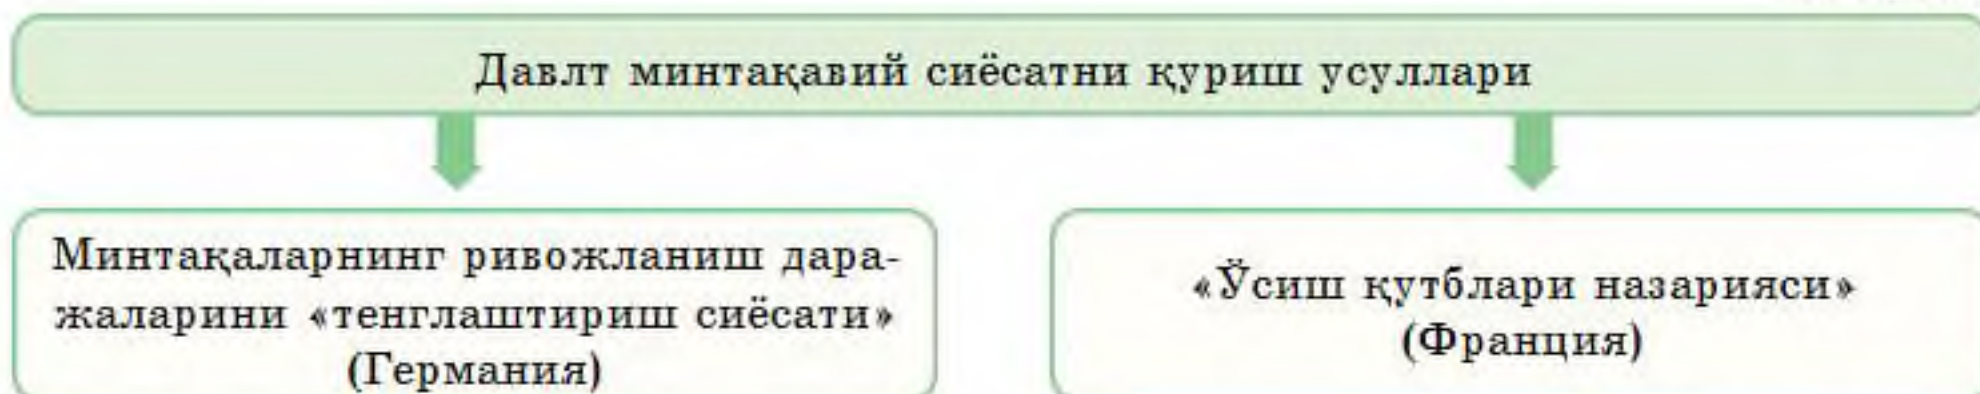 Давлт минтақавий сиёсатни қуриш усуллари
Минтақаларнинг ривожланиш дара-
жаларини «тенглаштириш сиёсати»
(Германия)
«Ўсиш қутблари назарияси»
(Франция)